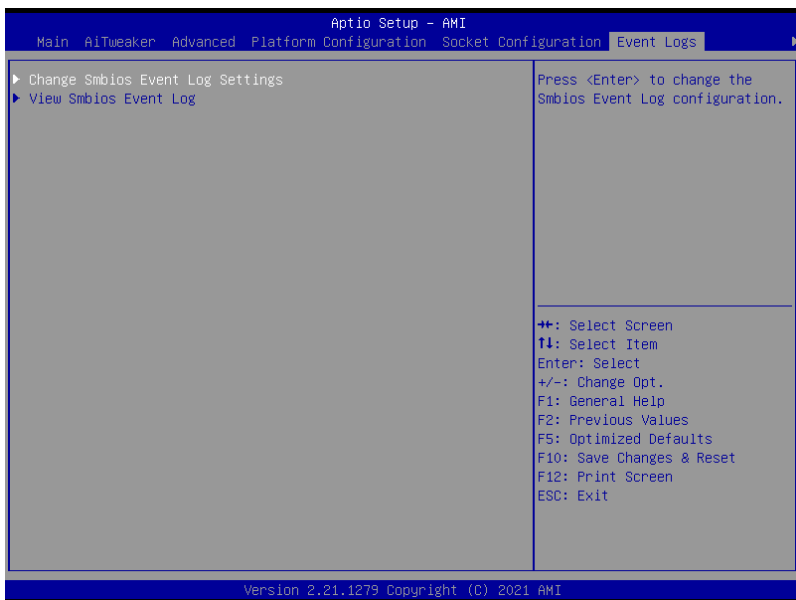 Aptio Setup - AMI
Main AiTweaker Advanced Platform Configuration Socket Configuration Event Logs
Change Smbios Event Log Settings
View Smbios Event Log
Press <Enter> to change the
Smbios Event Log configuration.
→←: Select Screen
↑↓: Select Item
Enter: Select
+/-: Change Opt.
F1: General Help
F2: Previous Values
F5: Optimized Defaults
F10: Save Changes & Reset
F12: Print Screen
ESC: Exit
Version 2.21.1279 Copyright (C) 2021 AMI